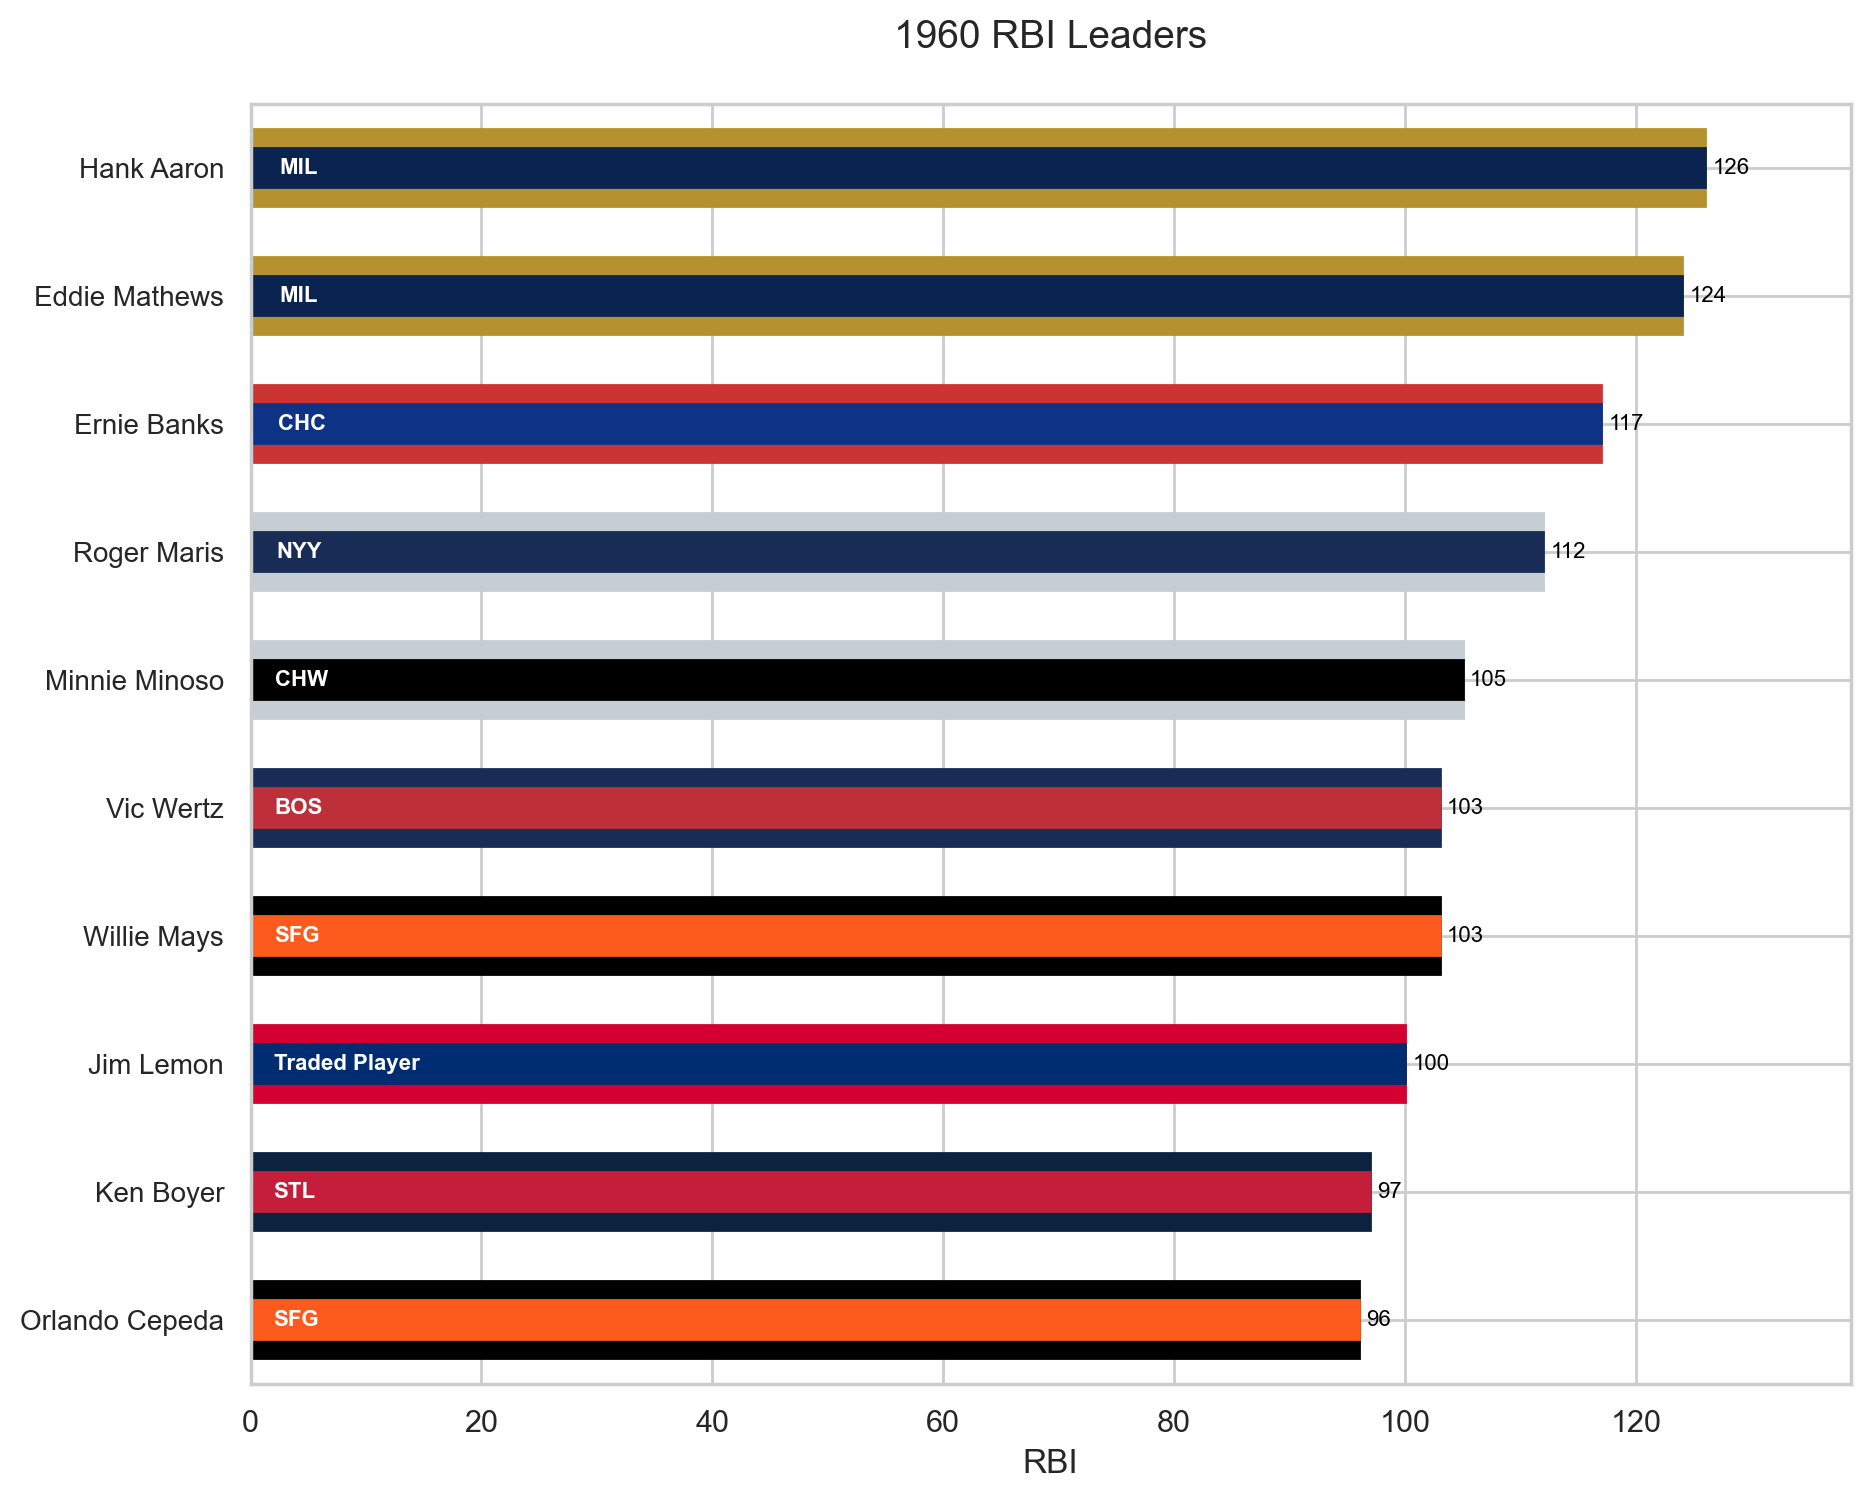 1960 RBI Leaders
Hank Aaron MIL 126
Eddie Mathews MIL 124
Ernie Banks CHC 117
Roger Maris NYY 112
Minnie Minoso CHW 105
Vic Wertz BOS 103
Willie Mays SFG 103
Jim Lemon Traded Player 100
Ken Boyer STL 97
Orlando Cepeda SFG 96
0 20 40 60 80 100 120
RBI